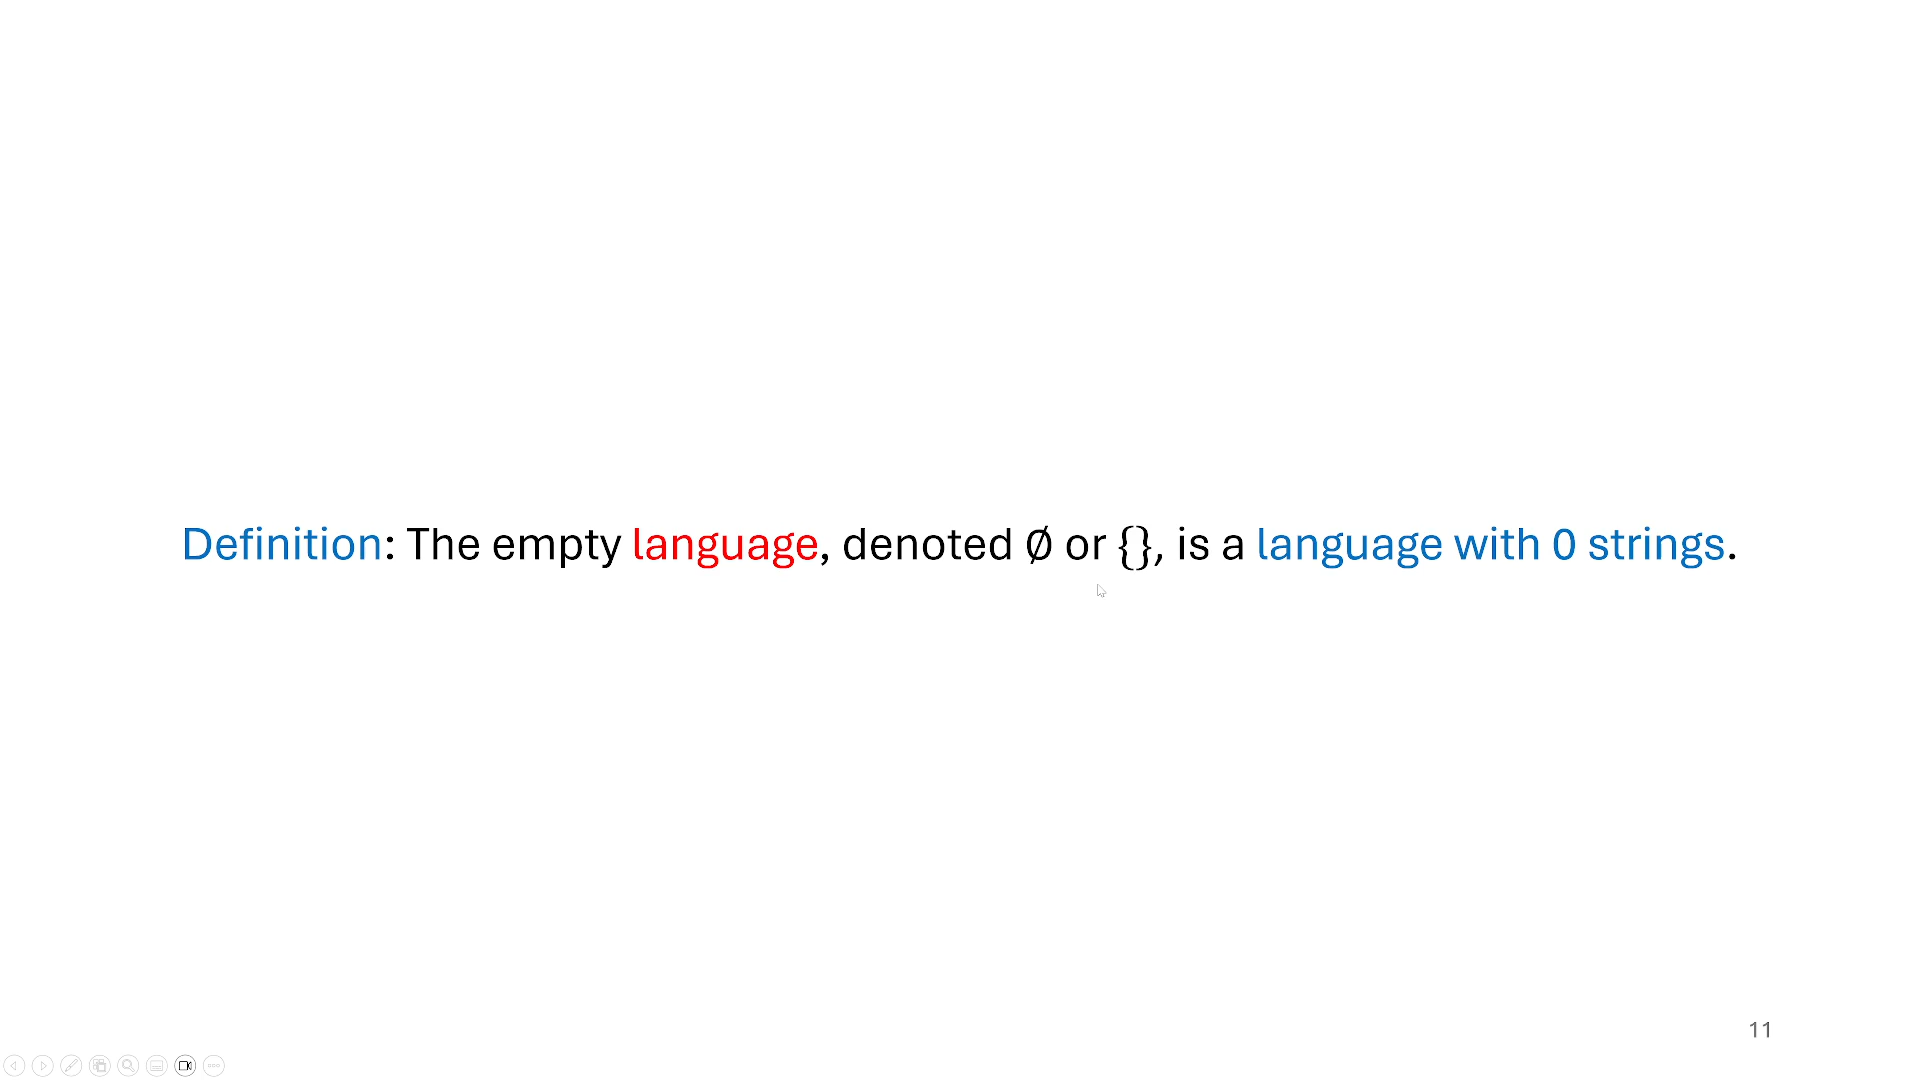 Definition: The empty language, denoted ∅ or {}, is a language with 0 strings.
11